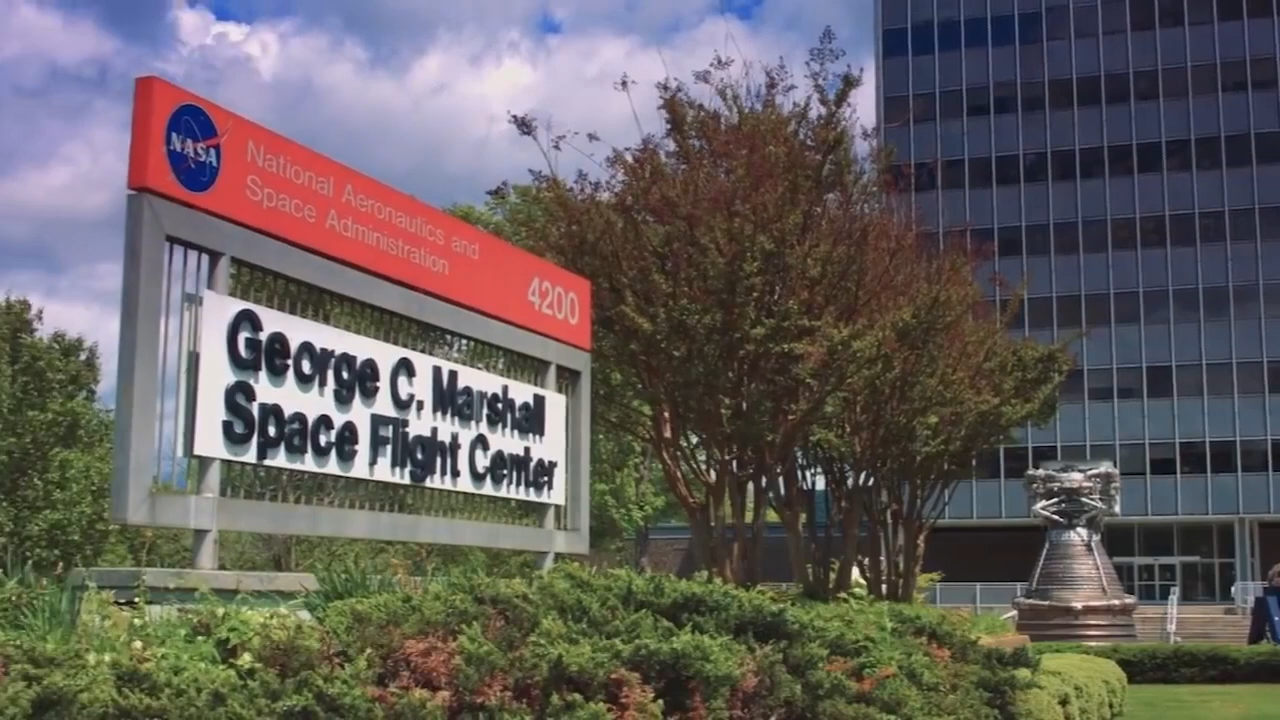 NASA
National Aeronautics and
Space Administration
4200
George C. Marshall
Space Flight Center